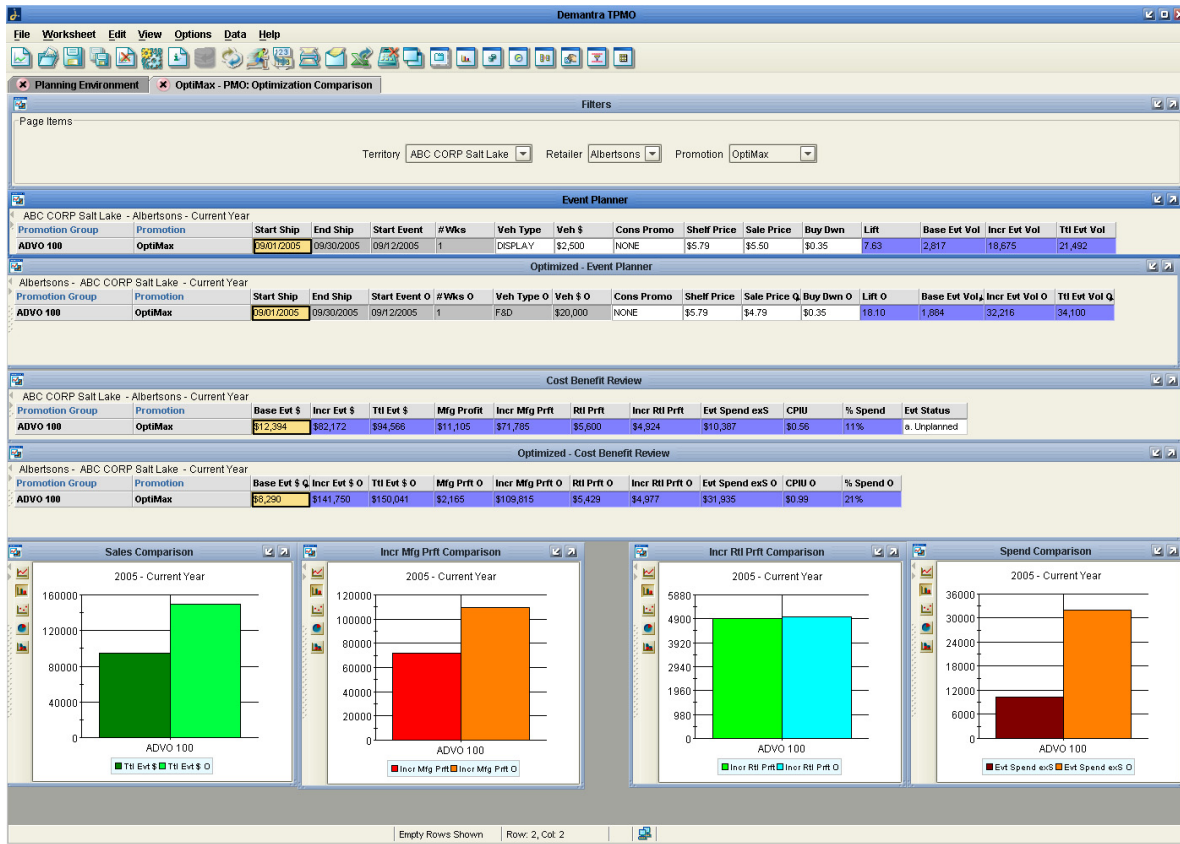 Demantra TPMO
File Worksheet Edit View Options Data Help
Planning Environment OptiMax - PMO: Optimization Comparison
Filters
Page Items
Territory ABC CORP Salt Lake Retailer Albertsons Promotion OptiMax
Event Planner
ABC CORP Salt Lake - Albertsons - Current Year
Promotion Group Promotion Start Ship End Ship Start Event # Wks Veh Type Veh $ Cons Promo Shelf Price Sale Price Buy Dwn Lift Base Evt Vol Incr Evt Vol Ttl Evt Vol
ADVO 100 OptiMax 09/01/2005 09/30/2005 09/12/2005 1 DISPLAY $2,500 NONE $5.79 $5.50 $0.35 7.63 2,817 18,675 21,492
Optimized - Event Planner
Albertsons - ABC CORP Salt Lake - Current Year
Promotion Group Promotion Start Ship End Ship Start Event O # Wks O Veh Type O Veh $ O Cons Promo Shelf Price Sale Price O Buy Dwn O Lift O Base Evt Vol Incr Evt Vol O Ttl Evt Vol O
ADVO 100 OptiMax 09/01/2005 09/30/2005 09/12/2005 1 F&D $20,000 NONE $5.79 $4.79 $0.35 18.10 1,884 32,216 34,100
Cost Benefit Review
ABC CORP Salt Lake - Albertsons - Current Year
Promotion Group Promotion Base Evt $ Incr Evt $ Ttl Evt $ Mfg Profit Incr Mfg Prft Rtl Prft Incr Rtl Prft Evt Spend exS CPIU % Spend Evt Status
ADVO 100 OptiMax $12,394 $82,172 $94,566 $11,105 $71,785 $5,600 $4,924 $10,387 $0.56 11% a. Unplanned
Optimized - Cost Benefit Review
Albertsons - ABC CORP Salt Lake - Current Year
Promotion Group Promotion Base Evt $ O Incr Evt $ O Ttl Evt $ O Mfg Prft O Incr Mfg Prft O Rtl Prft O Incr Rtl Prft O Evt Spend exS O CPIU O % Spend O
ADVO 100 OptiMax $8,290 $141,750 $150,041 $2,165 $109,815 $5,429 $4,977 $31,935 $0.99 21%
Sales Comparison
2005 - Current Year
160000
120000
80000
40000
0
ADVO 100
Ttl Evt $ Ttl Evt $ O
Incr Mfg Prft Comparison
2005 - Current Year
120000
100000
80000
60000
40000
20000
0
ADVO 100
Incr Mfg Prft Incr Mfg Prft O
Incr Rtl Prft Comparison
2005 - Current Year
5880
4900
3920
2940
1960
980
0
ADVO 100
Incr Rtl Prft Incr Rtl Prft O
Spend Comparison
2005 - Current Year
36000
30000
24000
18000
12000
6000
0
ADVO 100
Evt Spend exS Evt Spend exS O
Empty Rows Shown Row: 2, Col: 2